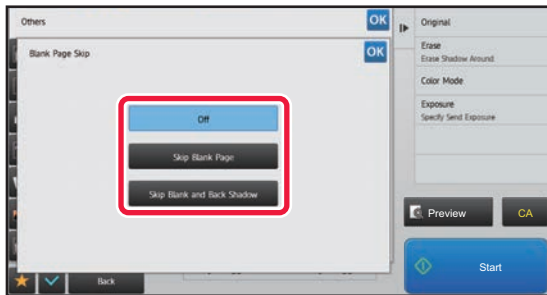 Others
OK
Blank Page Skip
OK
Off
Skip Blank Page
Skip Blank and Back Shadow
Back
Original
Erase
Erase Shadow Around
Color Mode
Exposure
Specify Send Exposure
Preview
CA
Start